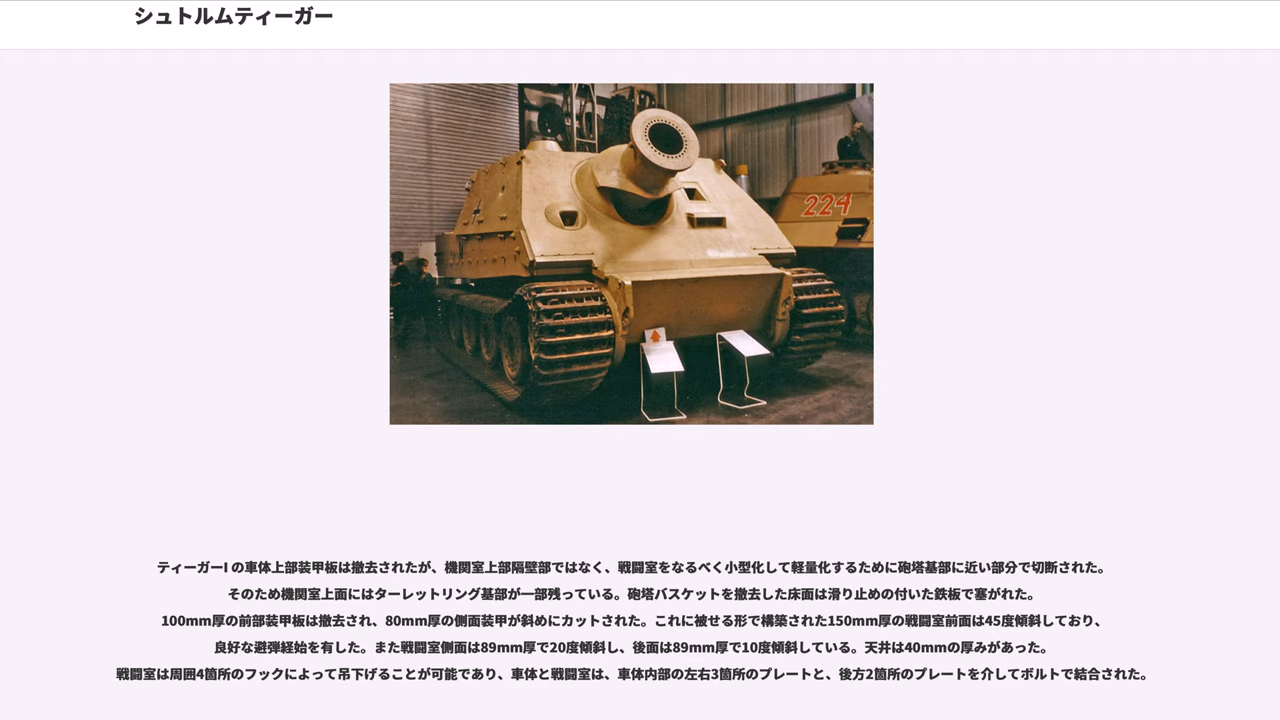 シュトルムティーガー
224
ティーガーI の車体上部装甲板は撤去されたが、機関室上部隔壁部ではなく、戦闘室をなるべく小型化して軽量化するために砲塔基部に近い部分で切断された。
そのため機関室上面にはターレットリング基部が一部残っている。砲塔バスケットを撤去した床面は滑り止めの付いた鉄板で塞がれた。
100mm厚の前部装甲板は撤去され、80mm厚の側面装甲が斜めにカットされた。これに被せる形で構築された150mm厚の戦闘室前面は45度傾斜しており、
良好な避弾経始を有した。また戦闘室側面は89mm厚で20度傾斜し、後面は89mm厚で10度傾斜している。天井は40mmの厚みがあった。
戦闘室は周囲4箇所のフックによって吊下げることが可能であり、車体と戦闘室は、車体内部の左右3箇所のプレートと、後方2箇所のプレートを介してボルトで結合された。